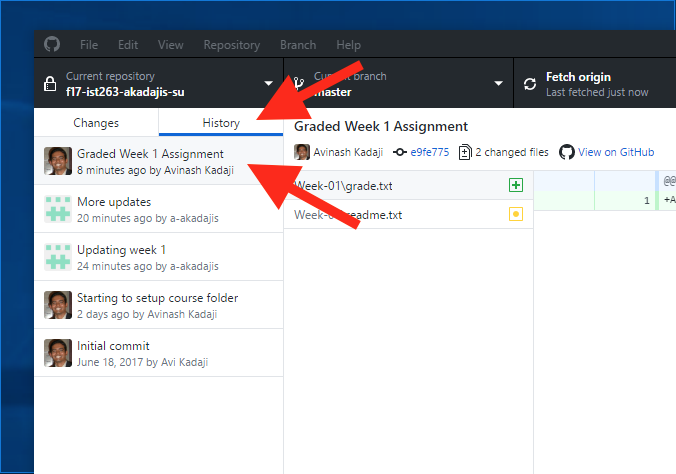 File Edit View Repository Branch Help
Current repository
f17-ist263-akadajis-su
Current branch
master
Fetch origin
Last fetched just now
Changes
History
Graded Week 1 Assignment
8 minutes ago by Avinash Kadaji
More updates
20 minutes ago by a-akadajis
Updating week 1
24 minutes ago by a-akadajis
Starting to setup course folder
2 days ago by Avinash Kadaji
Initial commit
June 18, 2017 by Avi Kadaji
Graded Week 1 Assignment
Avinash Kadaji e9fe775 2 changed files View on GitHub
Week-01\grade.txt
readme.txt
@@
1 +A